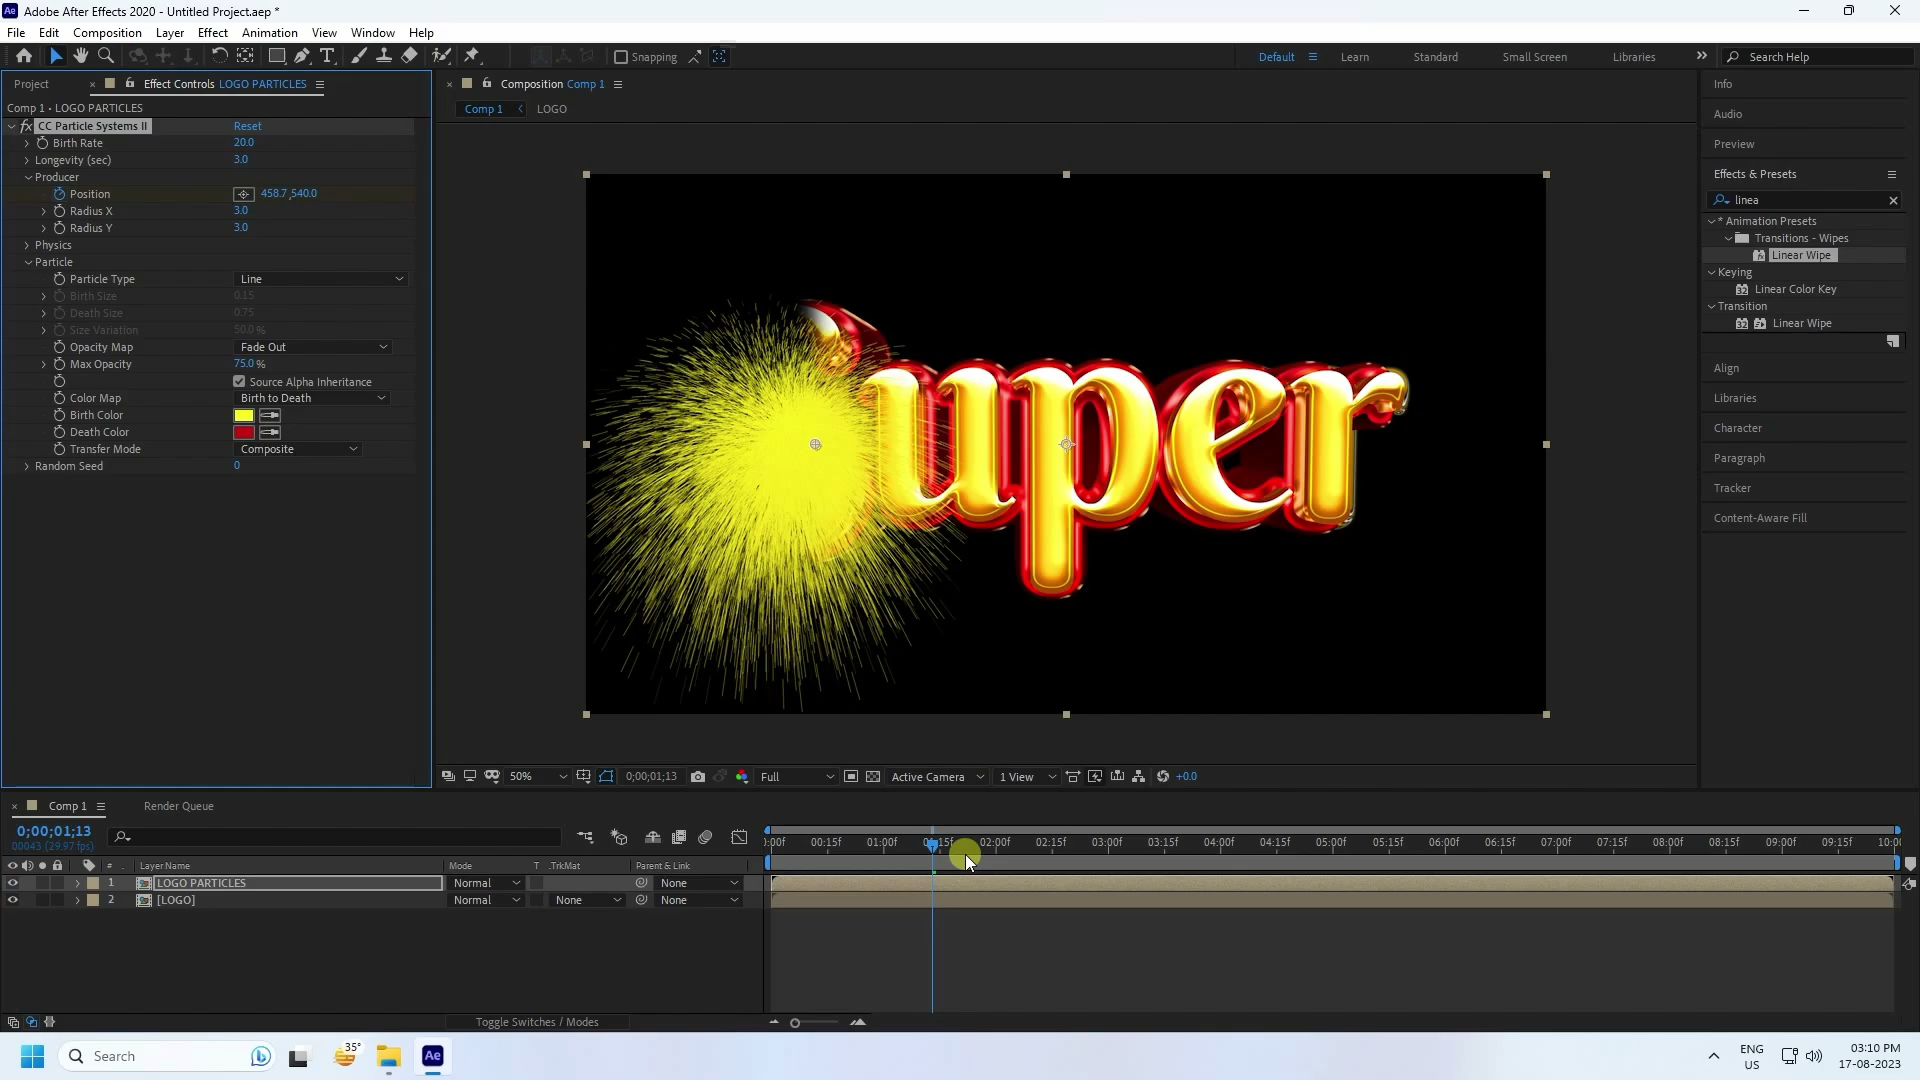 Ae Adobe After Effects 2020 - Untitled Project.aep *
File Edit Composition Layer Effect Animation View Window Help
Snapping Default Learn Standard Small Screen Libraries Search Help
Project Effect Controls LOGO PARTICLES
Composition Comp 1
Info
Comp 1 • LOGO PARTICLES
Comp 1 LOGO
Audio
fx CC Particle Systems II Reset
Birth Rate 20.0
Preview
Longevity (sec) 3.0
Producer
Effects & Presets
Position 458.7,540.0
linea
Radius X 3.0
* Animation Presets
Radius Y 3.0
Transitions - Wipes
Physics
Linear Wipe
Particle
Keying
Particle Type Line
Linear Color Key
Birth Size 0.15
Transition
Death Size 0.75
Linear Wipe
Size Variation 50.0 %
Opacity Map Fade Out
Max Opacity 75.0 %
Align
Source Alpha Inheritance
Color Map Birth to Death
Libraries
Birth Color
Character
Death Color
Transfer Mode Composite
Paragraph
Random Seed 0
Tracker
Content-Aware Fill
uper
50% 0;00;01;13 Full Active Camera 1 View +0.0
Comp 1 Render Queue
0;00;01;13
00043 (29.97 fps)
:00f 00:15f 01:00f 02:00f 02:15f 03:00f 03:15f 04:00f 04:15f 05:00f 05:15f 06:00f 06:15f 07:00f 07:15f 08:00f 08:15f 09:00f 09:15f
# Layer Name Mode T .TrkMat Parent & Link
1 LOGO PARTICLES Normal None
2 [LOGO] Normal None None
Toggle Switches / Modes
Search 35° Ae ENG US 03:10 PM 17-08-2023